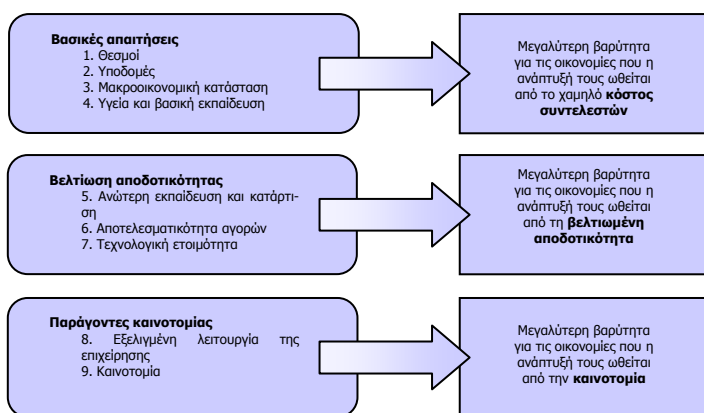 Βασικές απαιτήσεις
1. Θεσμοί
2. Υποδομές
3. Μακροοικονομική κατάσταση
4. Υγεία και βασική εκπαίδευση
Μεγαλύτερη βαρύτητα
για τις οικονομίες που η
ανάπτυξή τους ωθείται
από το χαμηλό κόστος
συντελεστών
Βελτίωση αποδοτικότητας
5. Ανώτερη εκπαίδευση και κατάρτι-
ση
6. Αποτελεσματικότητα αγορών
7. Τεχνολογική ετοιμότητα
Μεγαλύτερη βαρύτητα
για τις οικονομίες που η
ανάπτυξή τους ωθείται
από τη βελτιωμένη
αποδοτικότητα
Παράγοντες καινοτομίας
8. Εξελιγμένη λειτουργία της
επιχείρησης
9. Καινοτομία
Μεγαλύτερη βαρύτητα
για τις οικονομίες που η
ανάπτυξή τους ωθείται
από την καινοτομία